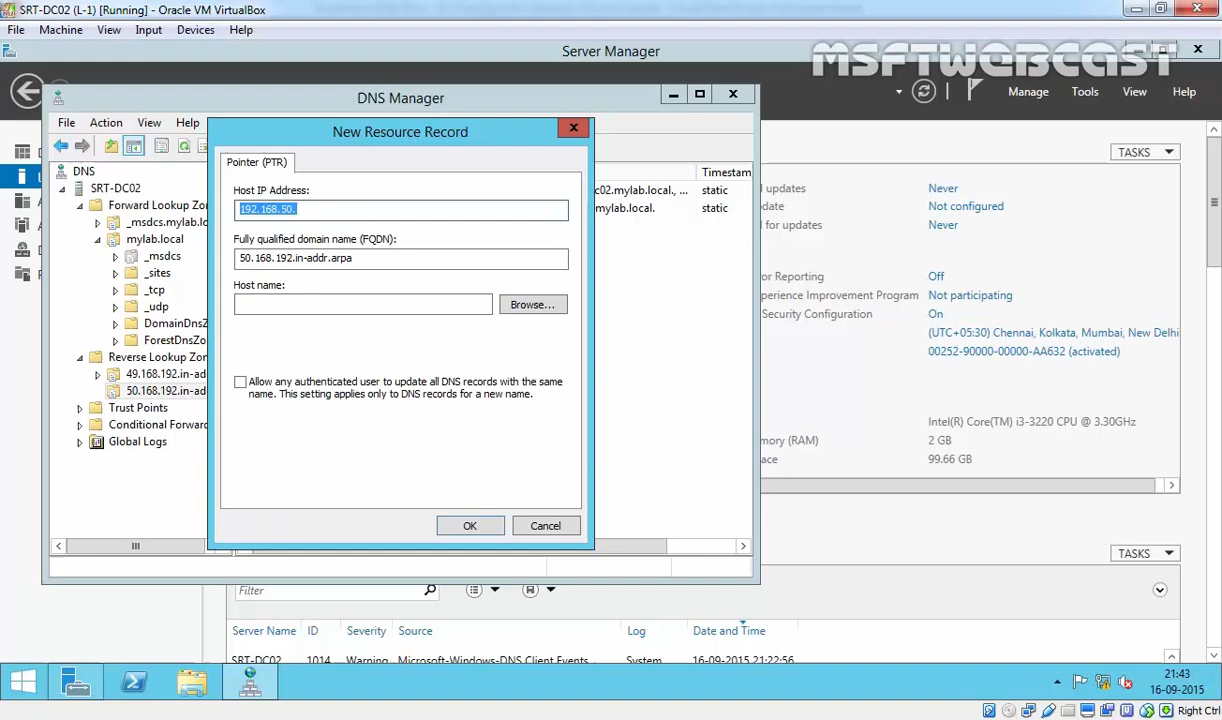 SRT-DC02 (L-1) [Running] - Oracle VM VirtualBox
File Machine View Input Devices Help
Server Manager
MSFTWEBCAST
Manage Tools View Help
DNS Manager
File Action View Help
New Resource Record
Pointer (PTR)
Host IP Address:
192.168.50.
Fully qualified domain name (FQDN):
50.168.192.in-addr.arpa
Host name:
Browse...
Allow any authenticated user to update all DNS records with the same
name. This setting applies only to DNS records for a new name.
OK Cancel
DNS
SRT-DC02
Forward Lookup Zo
_msdcs.mylab.lo
mylab.local
_msdcs
_sites
_tcp
_udp
DomainDnsZ
ForestDnsZo
Reverse Lookup Zon
49.168.192.in-ad
50.168.192.in-ad
Trust Points
Conditional Forward
Global Logs
Timestam
c02.mylab.local., ... static
mylab.local. static
TASKS
updates Never
update Not configured
d for updates Never
or Reporting Off
perience Improvement Program Not participating
Security Configuration On
(UTC+05:30) Chennai, Kolkata, Mumbai, New Delhi
00252-90000-00000-AA632 (activated)
Intel(R) Core(TM) i3-3220 CPU @ 3.30GHz
mory (RAM) 2 GB
ace 99.66 GB
TASKS
Filter
Server Name ID Severity Source Log Date and Time
SRT-DC02 1014 Warning Microsoft-Windows-DNS Client Events System 16-09-2015 21:22:56
21:43
16-09-2015
Right Ctrl